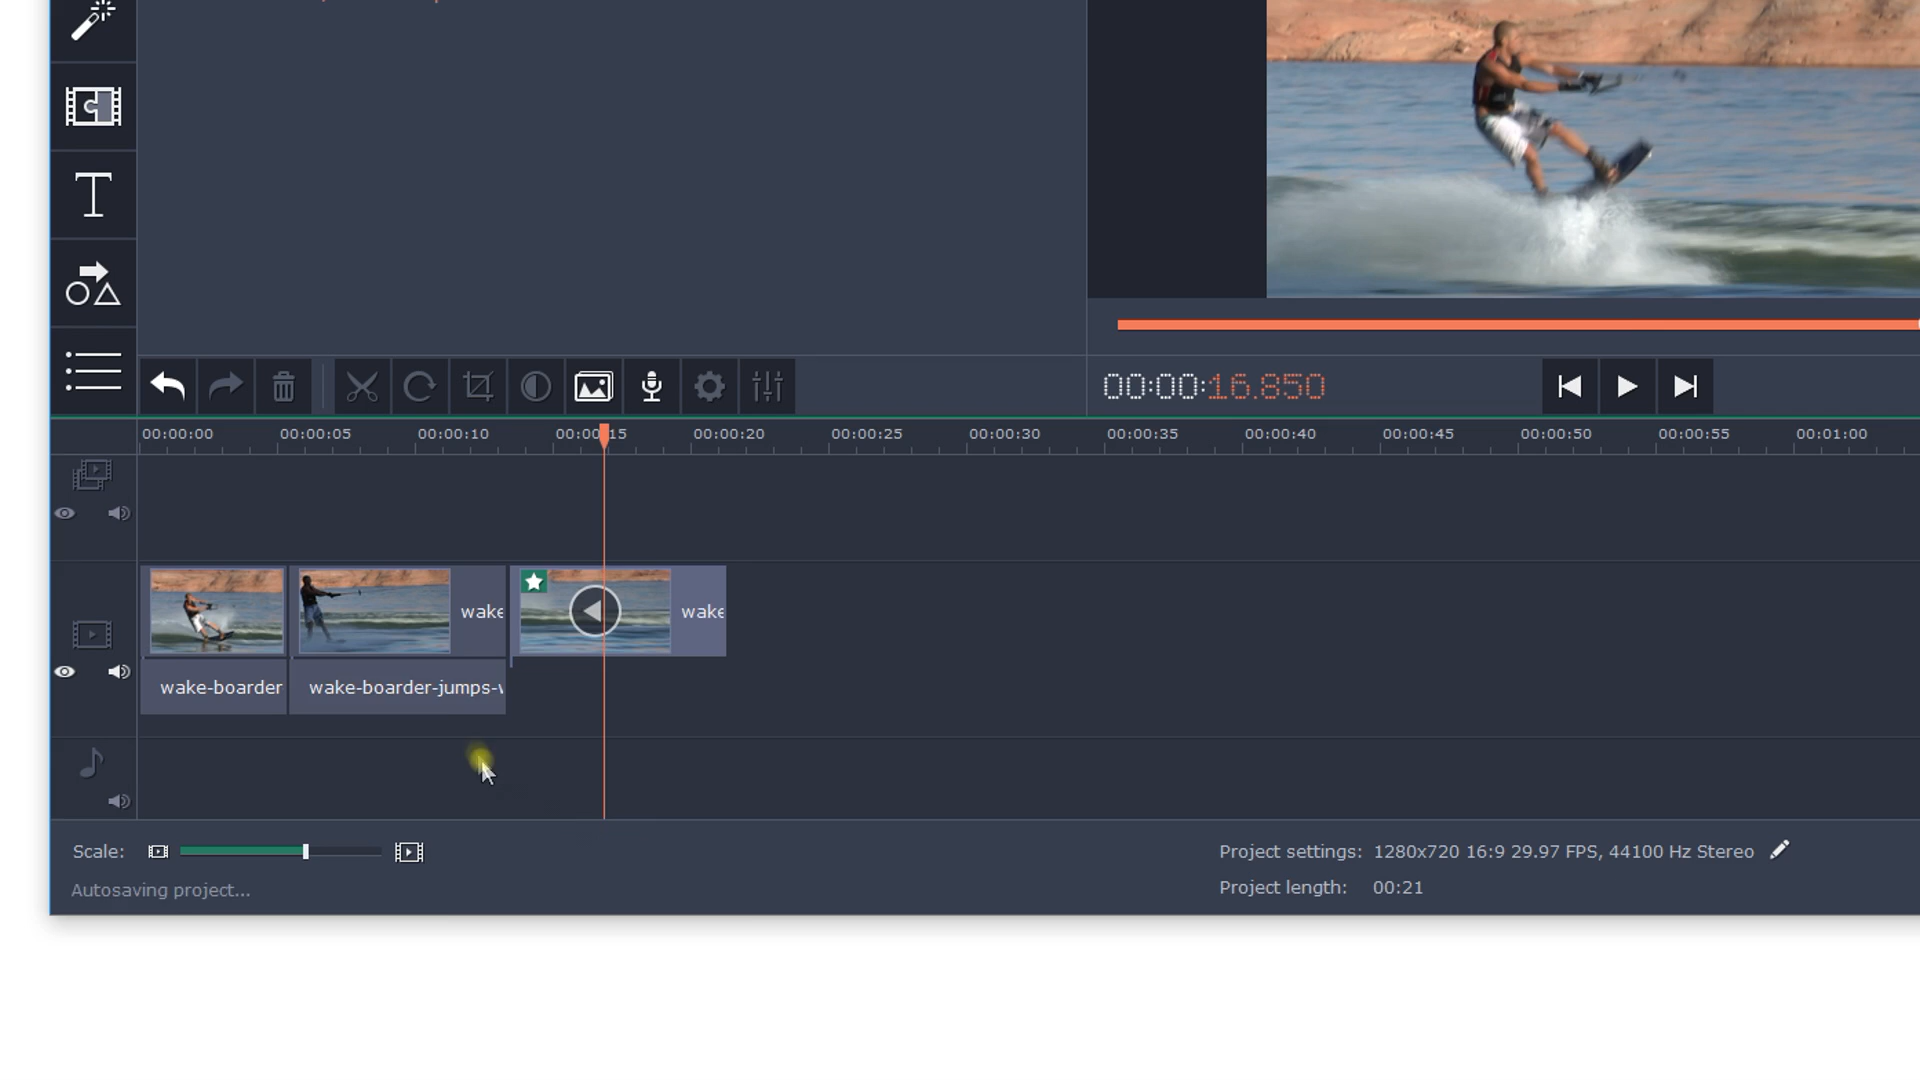 T
00:00:16.850
00:00:00 00:00:05 00:00:10 00:00:15 00:00:20 00:00:25 00:00:30 00:00:35 00:00:40 00:00:45 00:00:50 00:00:55 00:01:00
wake
wake
wake-boarder
wake-boarder-jumps-
Scale:
Project settings: 1280x720 16:9 29.97 FPS, 44100 Hz Stereo
Autosaving project...
Project length: 00:21